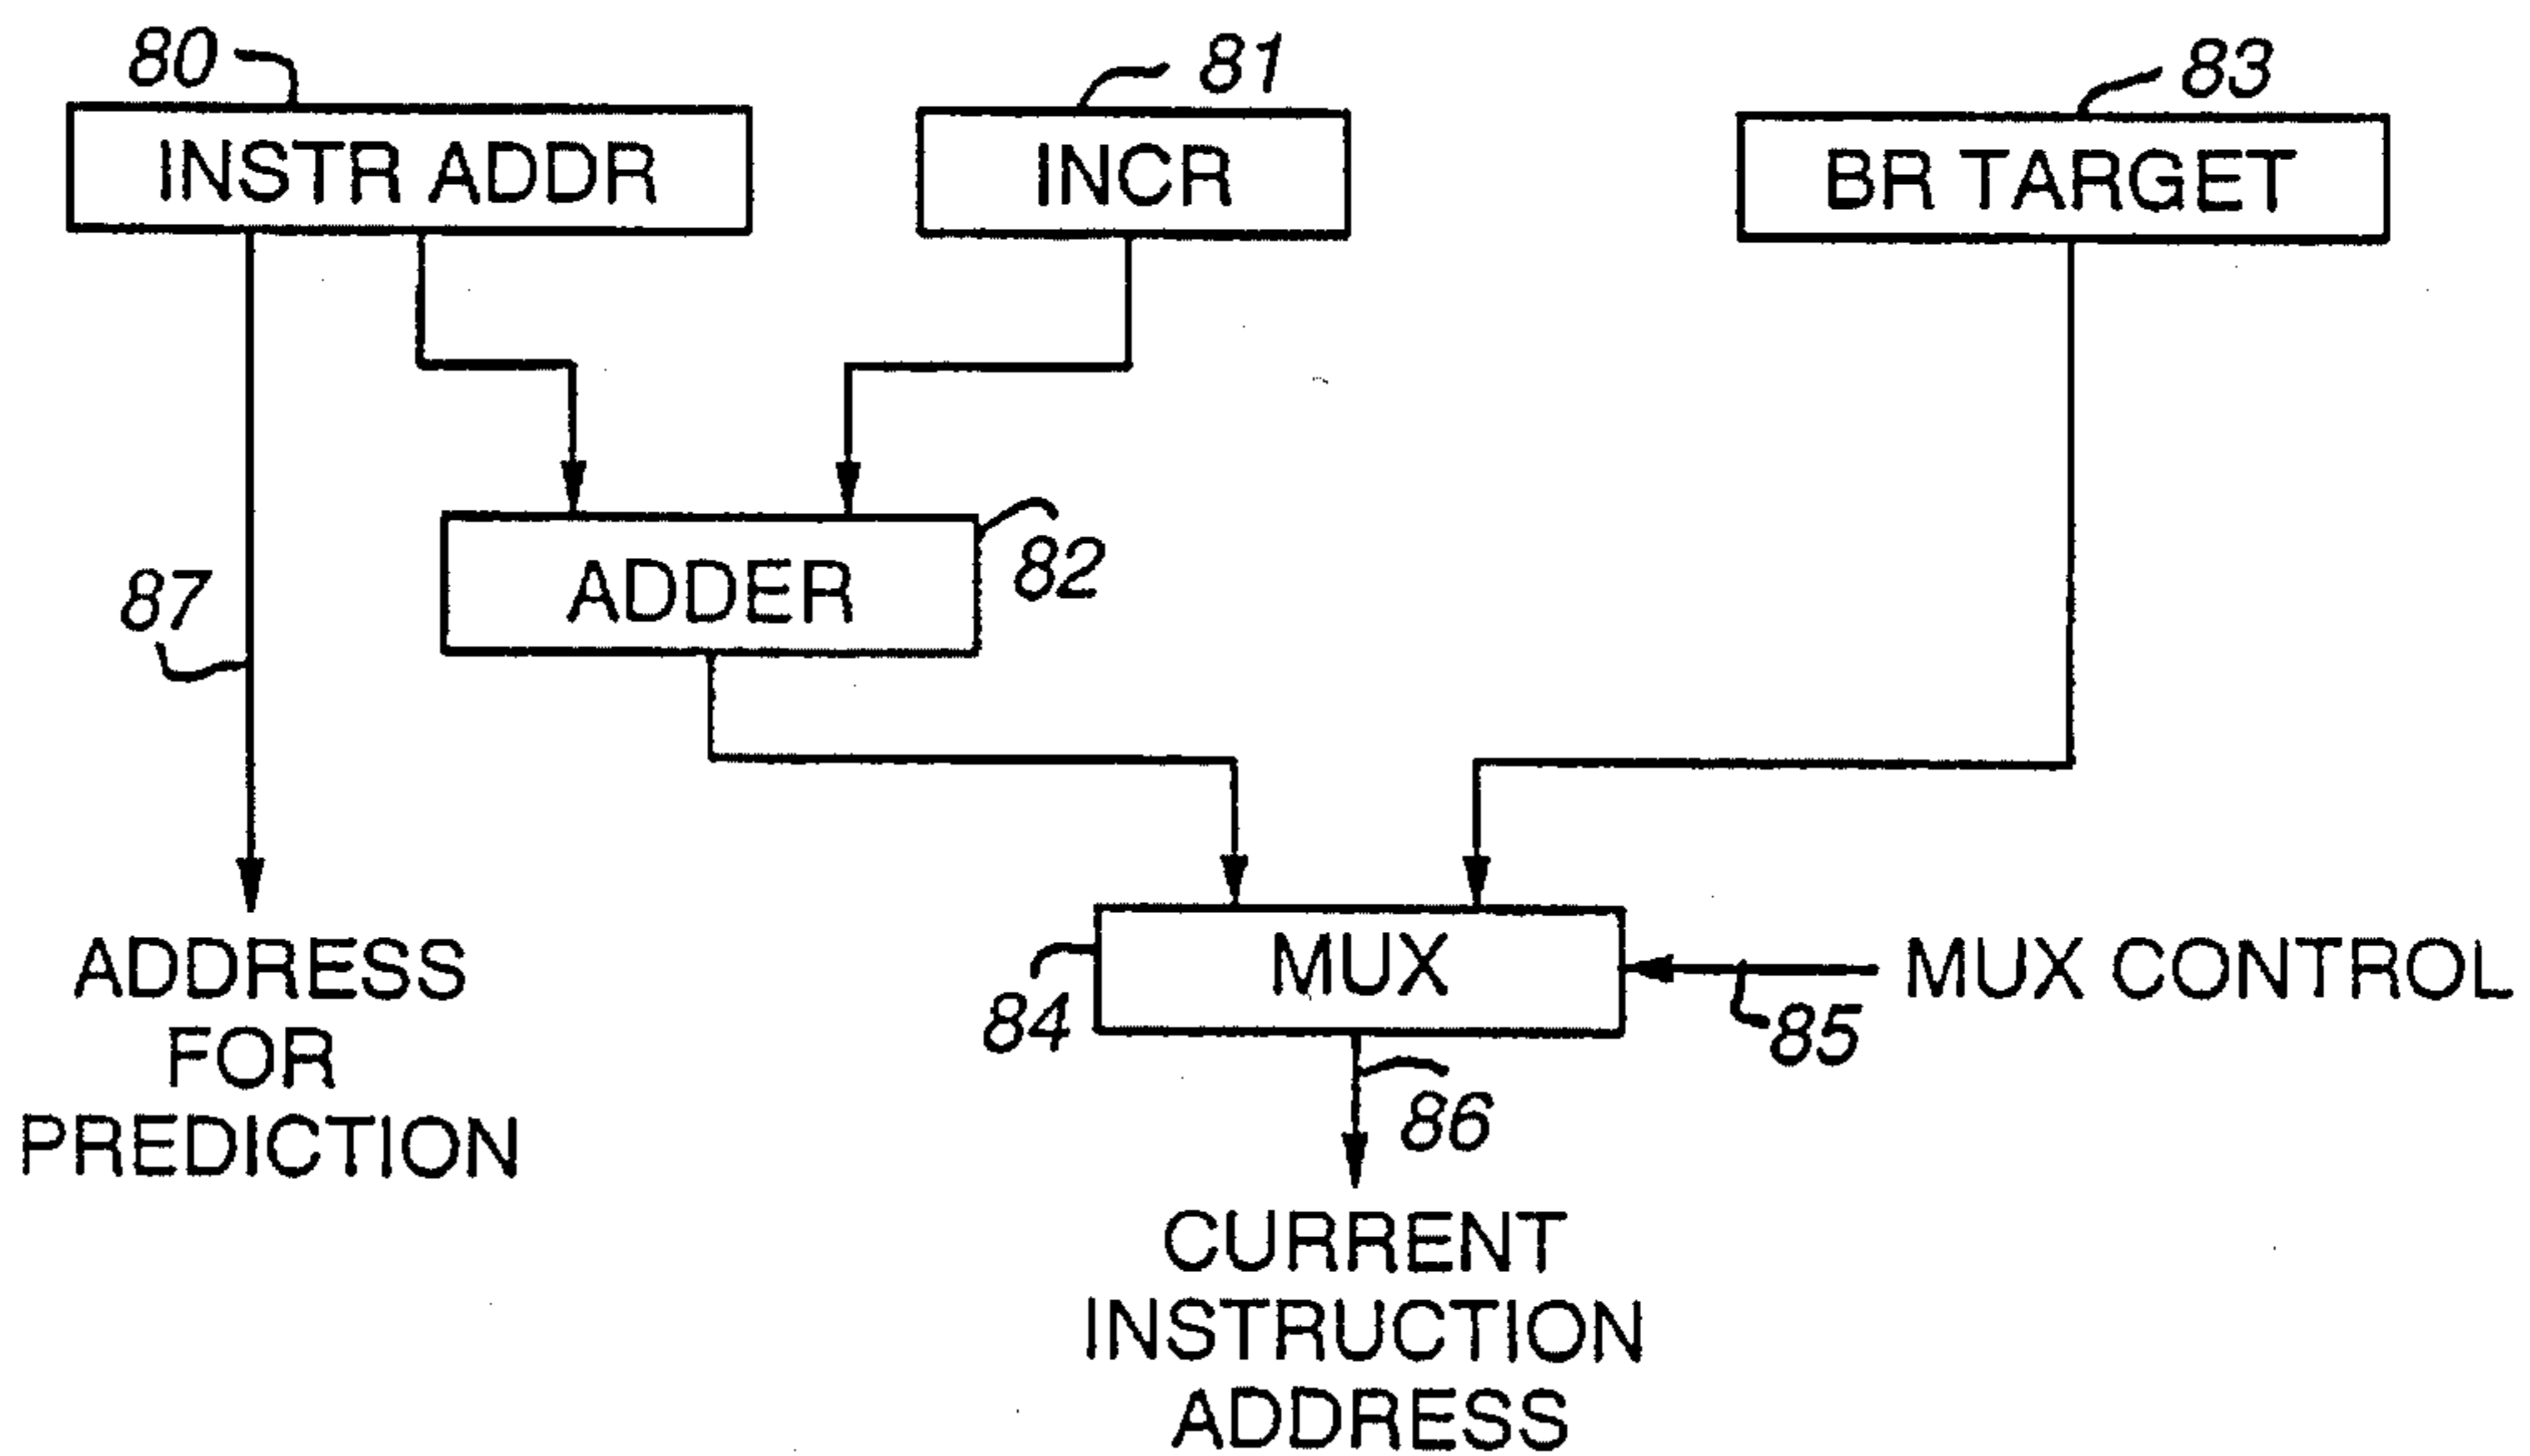 80
81
83
INSTR ADDR
INCR
BR TARGET
82
ADDER
87
ADDRESS
FOR
PREDICTION
MUX
84
MUX CONTROL
85
86
CURRENT
INSTRUCTION
ADDRESS